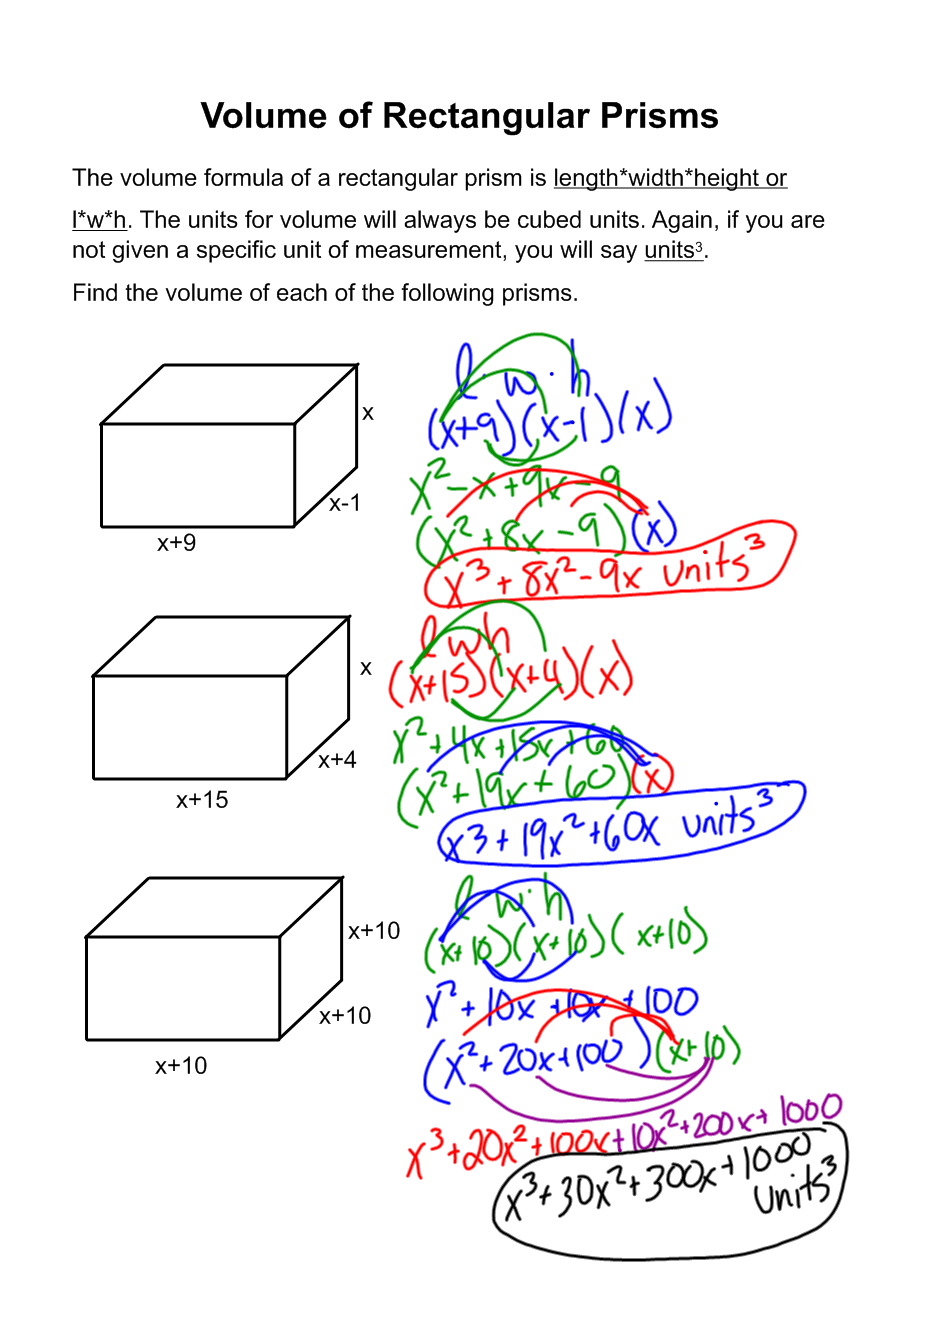 Volume of Rectangular Prisms
The volume formula of a rectangular prism is length*width*height or
l*w*h. The units for volume will always be cubed units. Again, if you are
not given a specific unit of measurement, you will say units³.
Find the volume of each of the following prisms.
l · w · h
(x+9)(x-1)(x)
x
x² - x + 9x - 9
x-1
(x² + 8x - 9)(x)
x+9
x³ + 8x² - 9x units³
l w h
x
(x+15)(x+4)(x)
x² + 4x + 15x + 60
x+4
(x² + 19x + 60)(x)
x+15
x³ + 19x² + 60x units³
l w · h
x+10
(x+10)(x+10)(x+10)
x² + 10x + 10x + 100
x+10
(x² + 20x + 100)(x+10)
x+10
x³ + 20x² + 100x + 10x² + 200x + 1000
x³ + 30x² + 300x + 1000
units³